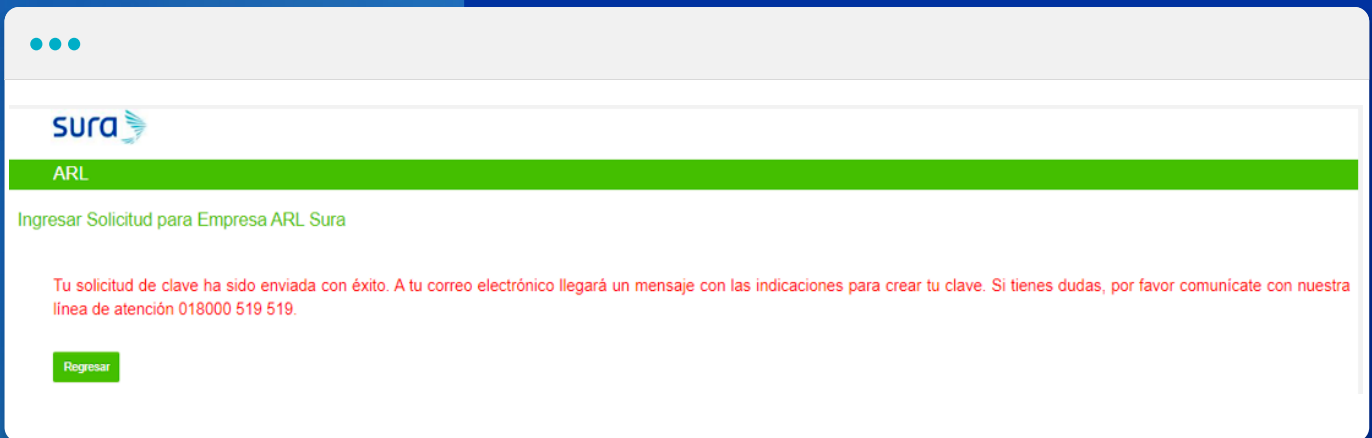 sura
ARL
Ingresar Solicitud para Empresa ARL Sura
Tu solicitud de clave ha sido enviada con éxito. A tu correo electrónico llegará un mensaje con las indicaciones para crear tu clave. Si tienes dudas, por favor comunícate con nuestra
línea de atención 018000 519 519.
Regresar